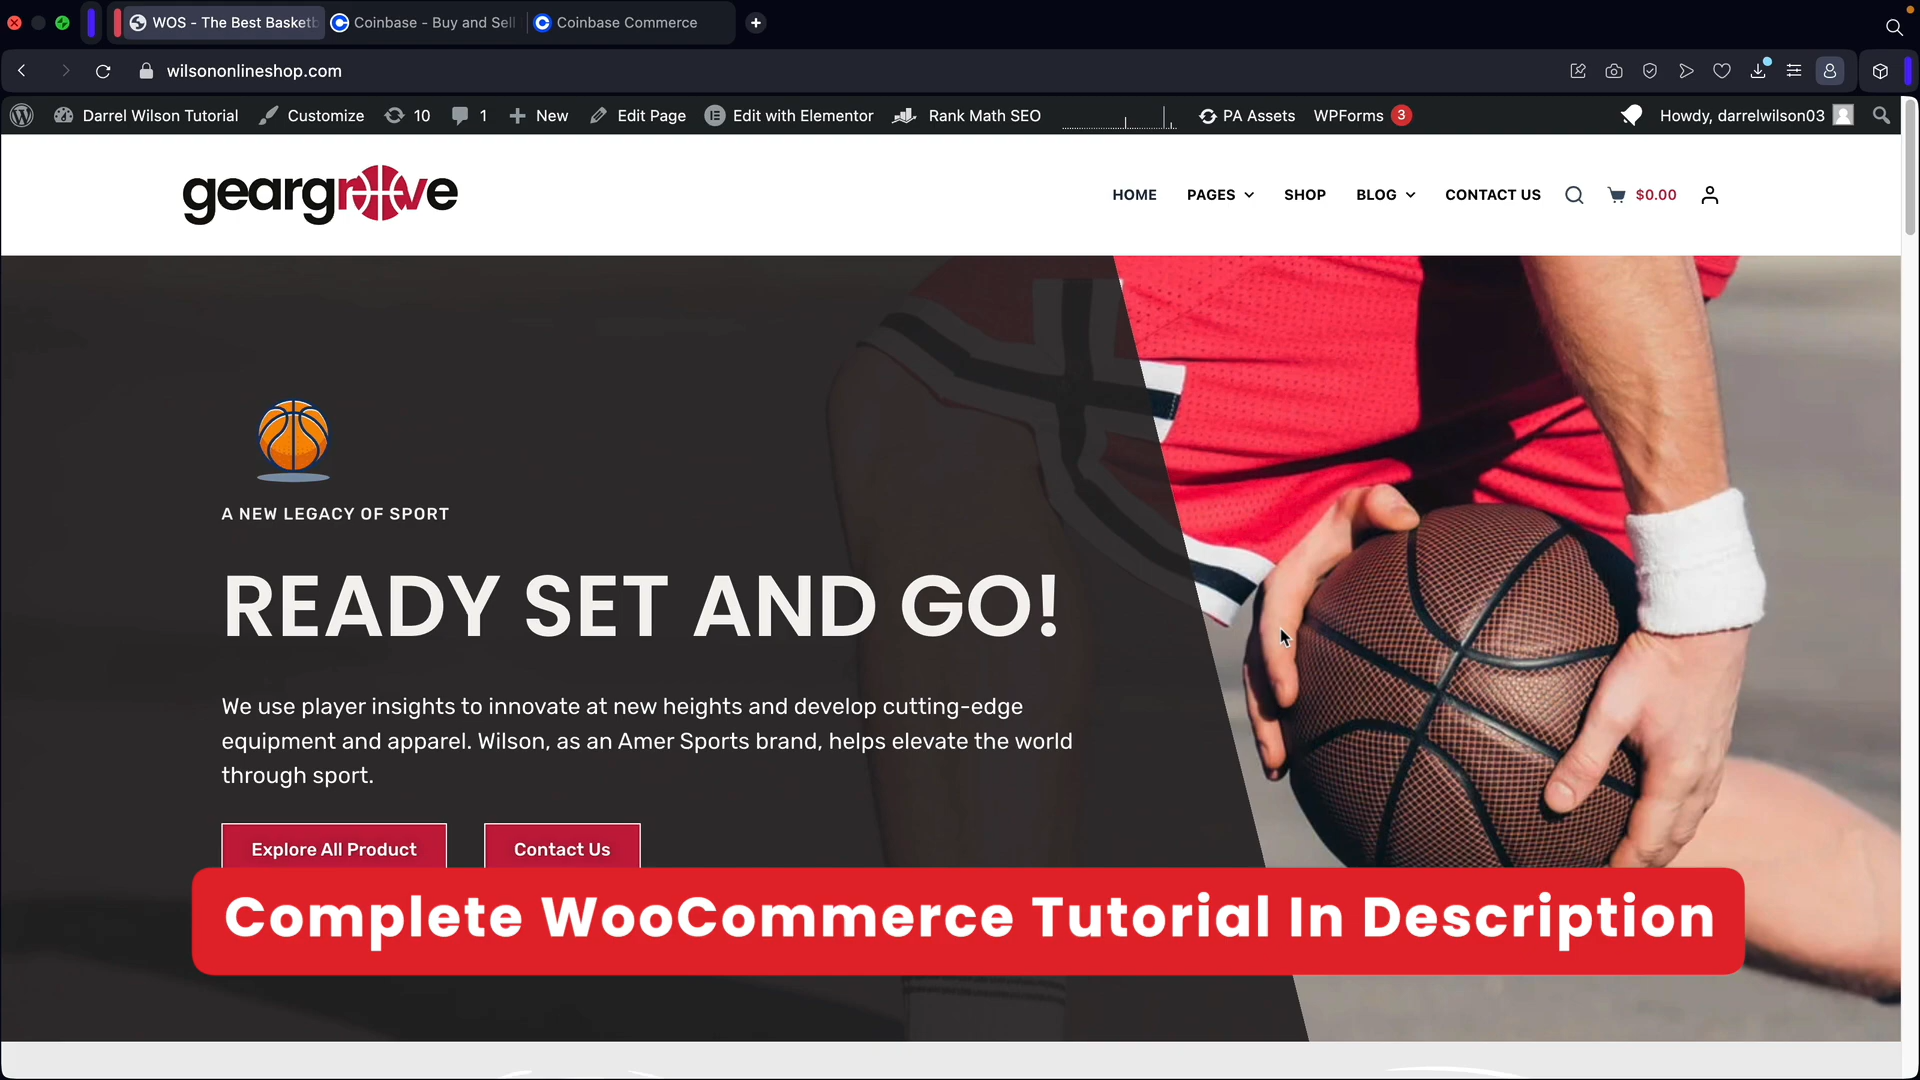 WOS - The Best Basketb
Coinbase - Buy and Sell
Coinbase Commerce
wilsononlineshop.com
Darrel Wilson Tutorial
Customize
10
1
New
Edit Page
Edit with Elementor
Rank Math SEO
PA Assets
WPForms 3
Howdy, darrelwilson03
geargroove
HOME
PAGES
SHOP
BLOG
CONTACT US
$0.00
A NEW LEGACY OF SPORT
READY SET AND GO!
We use player insights to innovate at new heights and develop cutting-edge
equipment and apparel. Wilson, as an Amer Sports brand, helps elevate the world
through sport.
Explore All Product
Contact Us
Complete WooCommerce Tutorial In Description